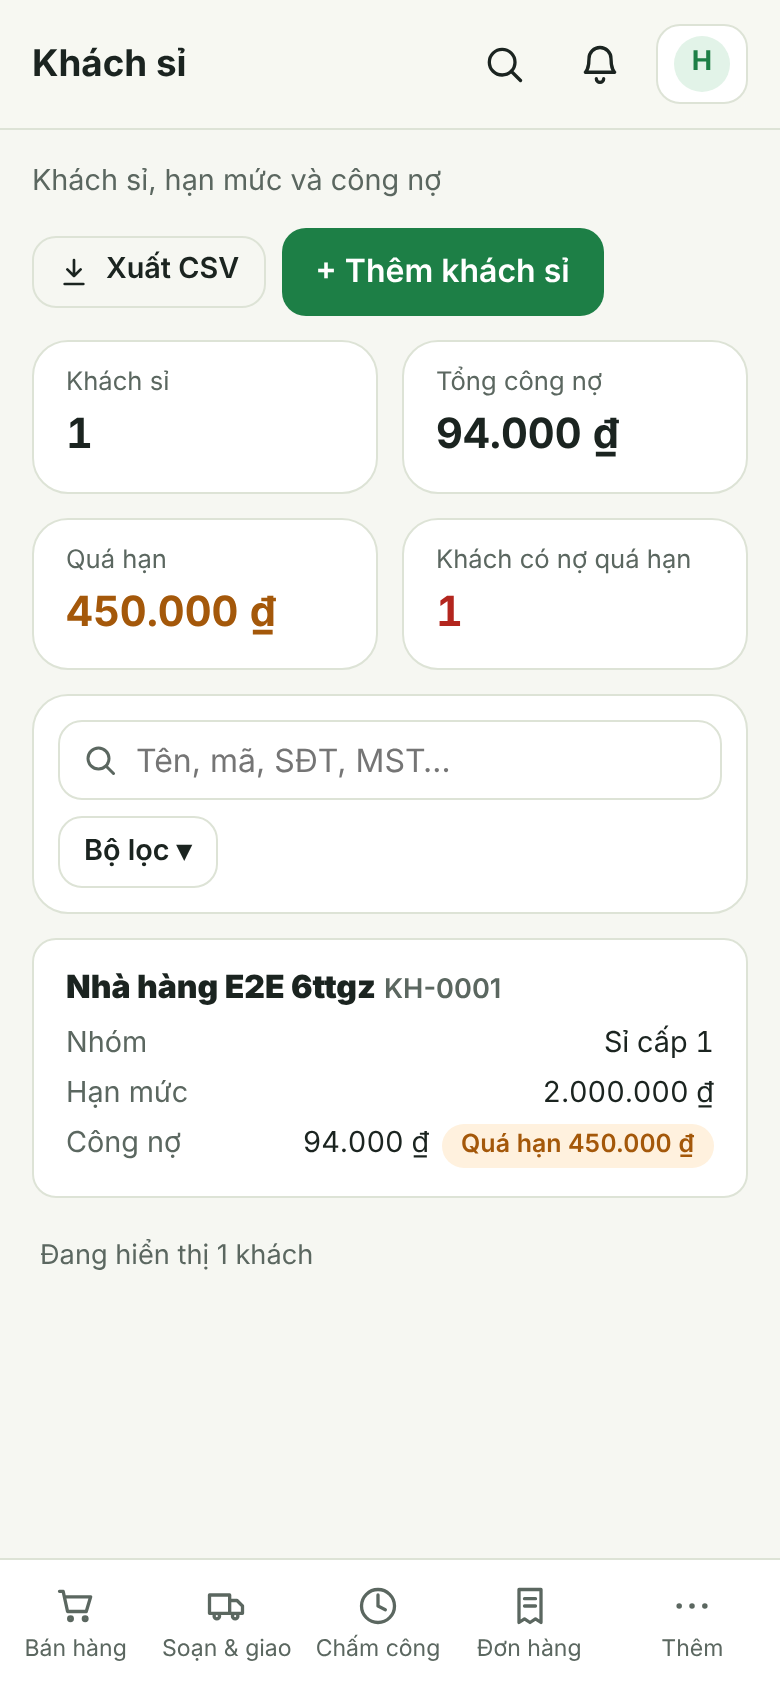 Khách sỉ
H
Khách sỉ, hạn mức và công nợ
Xuất CSV
+ Thêm khách sỉ
Khách sỉ
1
Tổng công nợ
94.000 ₫
Quá hạn
450.000 ₫
Khách có nợ quá hạn
1
Tên, mã, SĐT, MST...
Bộ lọc ▾
Nhà hàng E2E 6ttgz KH-0001
Nhóm Sỉ cấp 1
Hạn mức 2.000.000 ₫
Công nợ 94.000 ₫ Quá hạn 450.000 ₫
Đang hiển thị 1 khách
Bán hàng Soạn & giao Chấm công Đơn hàng Thêm